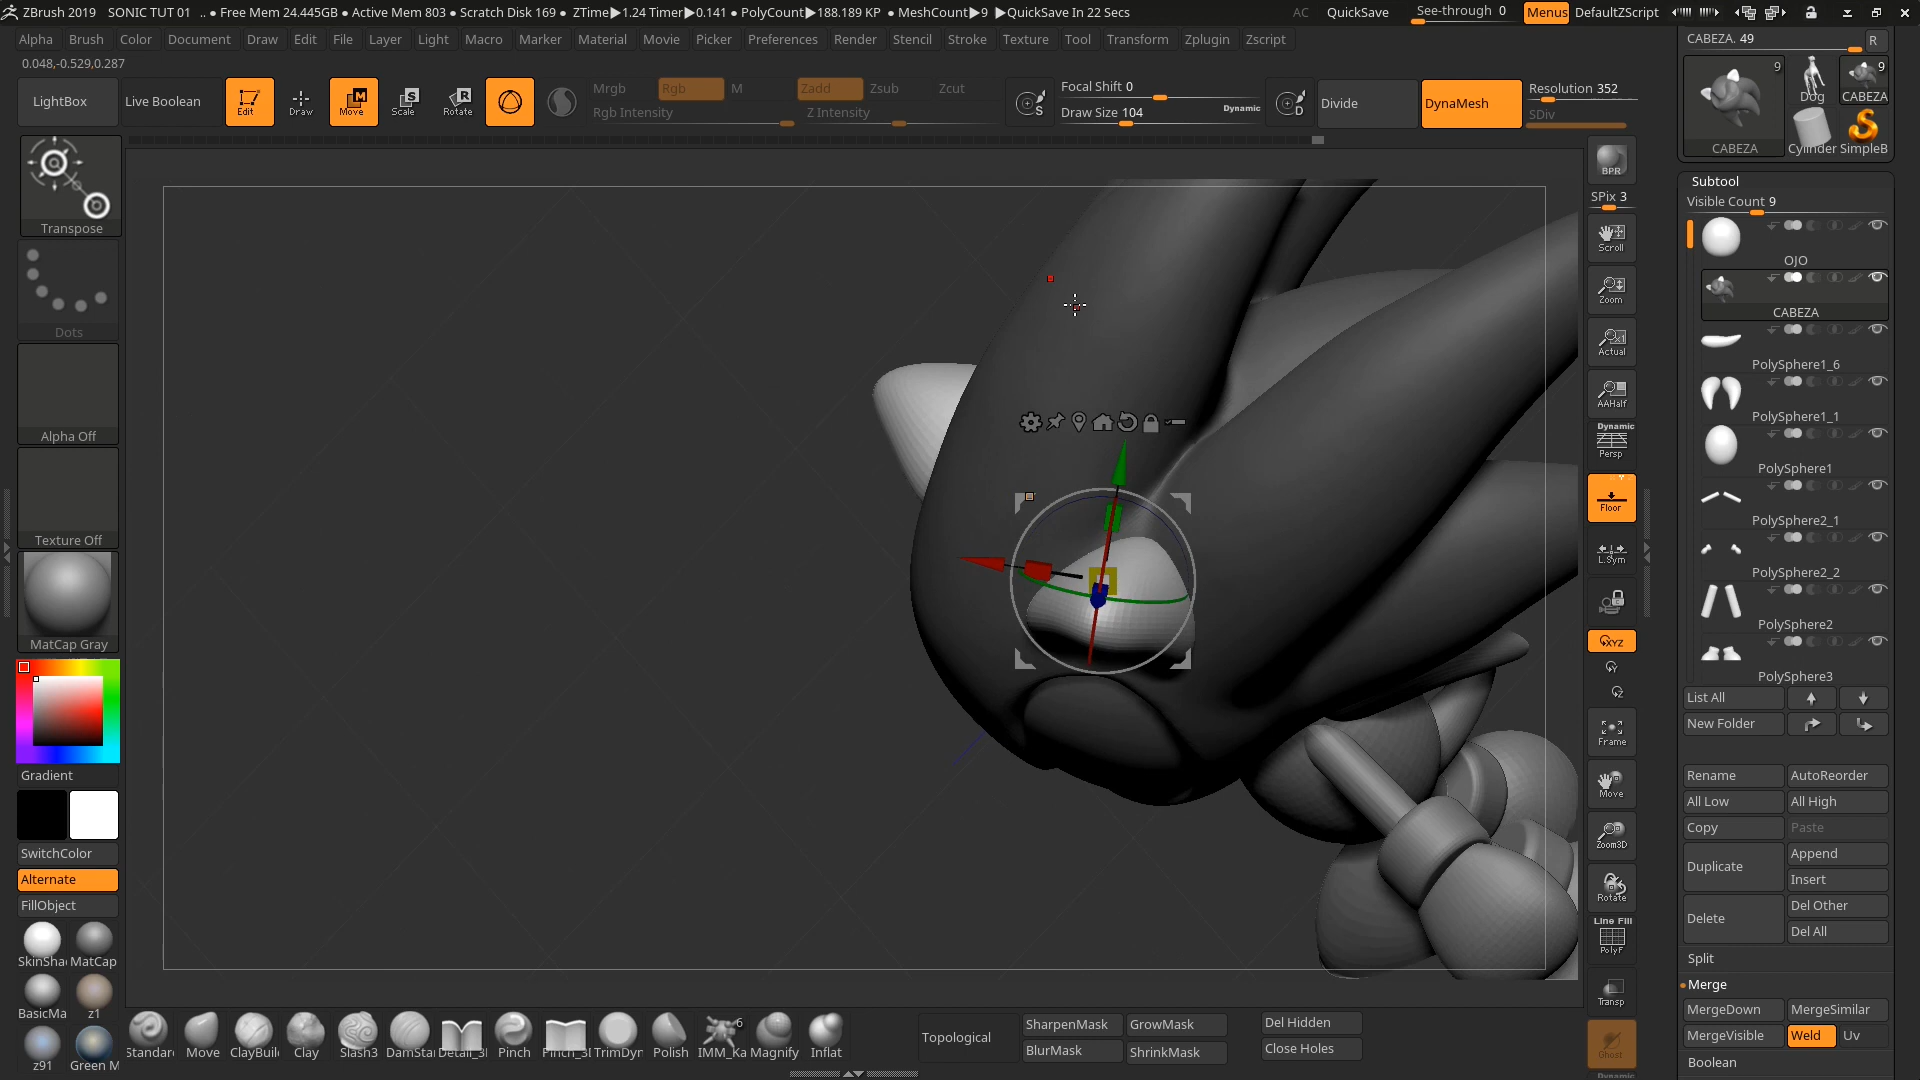 ZBrush 2019 SONIC TUT 01 .. ● Free Mem 24.445GB ● Active Mem 803 ● Scratch Disk 169 ● ZTime▶1.24 Timer▶0.141 ● PolyCount▶188.189 KP ● MeshCount▶9 ▶QuickSave In 22 Secs AC QuickSave See-through 0 Menus DefaultZScript
Alpha Brush Color Document Draw Edit File Layer Light Macro Marker Material Movie Picker Preferences Render Stencil Stroke Texture Tool Transform Zplugin Zscript
0.048,-0.529,0.287
LightBox Live Boolean Edit Draw Move Scale Rotate
Mrgb Rgb M Zadd Zsub Zcut
Rgb Intensity Z Intensity
Focal Shift 0
Draw Size 104 Dynamic
Divide DynaMesh
Resolution 352
SDiv
Transpose
Dots
Alpha Off
Texture Off
MatCap Gray
Gradient
SwitchColor
Alternate
FillObject
SkinSha MatCap
BasicMa z1
z91 Green M
Standar Move ClayBuil Clay Slash3 DamSta Detail_3 Pinch Pinch_3 TrimDyn Polish IMM_Ka 6 Magnify Inflat
Topological
SharpenMask GrowMask
BlurMask ShrinkMask
Del Hidden
Close Holes
BPR
SPix 3
Scroll
Zoom
Actual
AAHalf
Dynamic
Persp
Floor
L.Sym
XYZ
Y
Z
Frame
Move
Zoom3D
Rotate
Line Fill
PolyF
Transp
Ghost
CABEZA. 49 R
9
CABEZA
Dog
9
CABEZA
Cylinder
SimpleB
Subtool
Visible Count 9
OJO
CABEZA
PolySphere1_6
PolySphere1_1
PolySphere1
PolySphere2_1
PolySphere2_2
PolySphere2
PolySphere3
List All
New Folder
Rename AutoReorder
All Low All High
Copy Paste
Duplicate Append
Insert
Delete Del Other
Del All
Split
Merge
MergeDown MergeSimilar
MergeVisible Weld Uv
Boolean